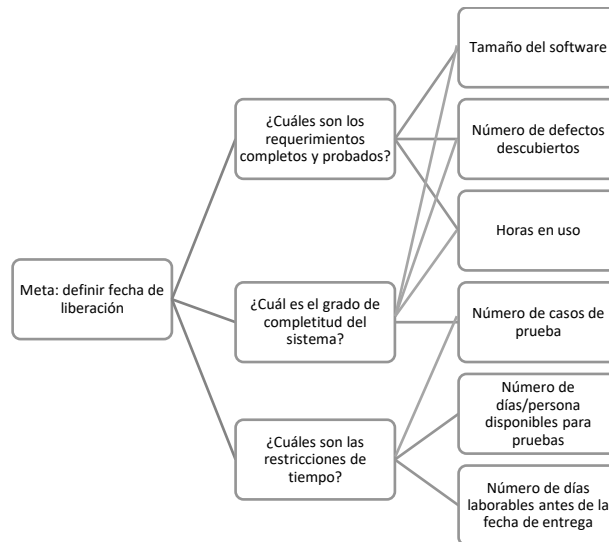 Meta: definir fecha de
liberación
¿Cuáles son los
requerimientos
completos y probados?
¿Cuál es el grado de
completitud del
sistema?
¿Cuáles son las
restricciones de
tiempo?
Tamaño del software
Número de defectos
descubiertos
Horas en uso
Número de casos de
prueba
Número de
días/persona
disponibles para
pruebas
Número de días
laborables antes de la
fecha de entrega